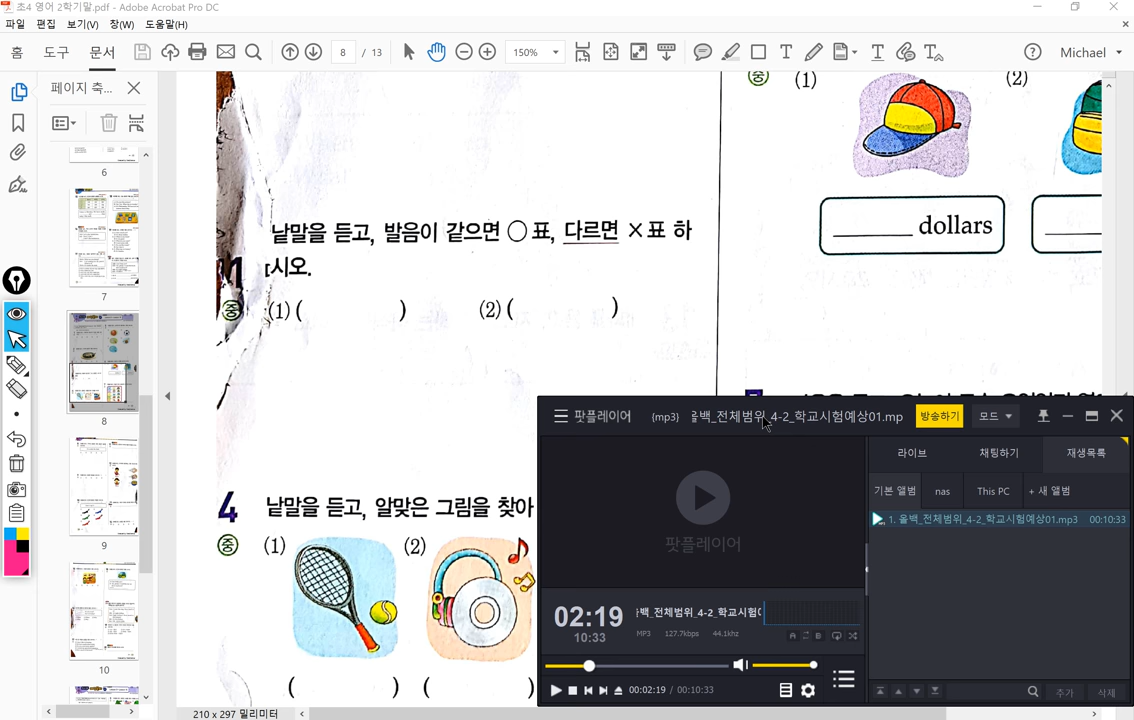 초4 영어 2학기말.pdf - Adobe Acrobat Pro DC
파일 편집 보기(V) 창(W) 도움말(H)
홈 도구 문서 8 / 13 150% Michael
페이지 축...
6
7
8
9
10
낱말을 듣고, 발음이 같으면 ○표, 다르면 ×표 하
시오.
중 (1) ( ) (2) ( )
4 낱말을 듣고, 알맞은 그림을 찾아
중 (1) (2)
( ) ( )
중 (1) (2)
______ dollars
210 x 297 밀리미터
팟플레이어 {mp3} 올백_전체범위_4-2_학교시험예상01.mp 방송하기 모드
라이브 채팅하기 재생목록
기본 앨범 nas This PC + 새 앨범
1. 올백_전체범위_4-2_학교시험예상01.mp3 00:10:33
팟플레이어
02:19
10:33
백_전체범위_4-2_학교시험
MP3 127.7kbps 44.1khz
A B
00:02:19 / 00:10:33
추가 삭제